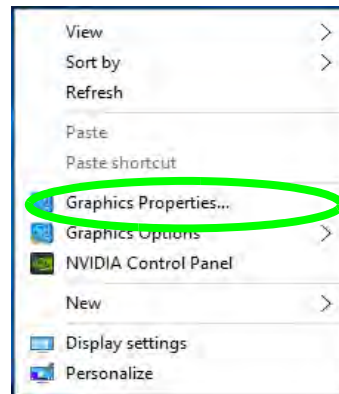 View
Sort by
Refresh
Paste
Paste shortcut
Graphics Properties...
Graphics Options
NVIDIA Control Panel
New
Display settings
Personalize